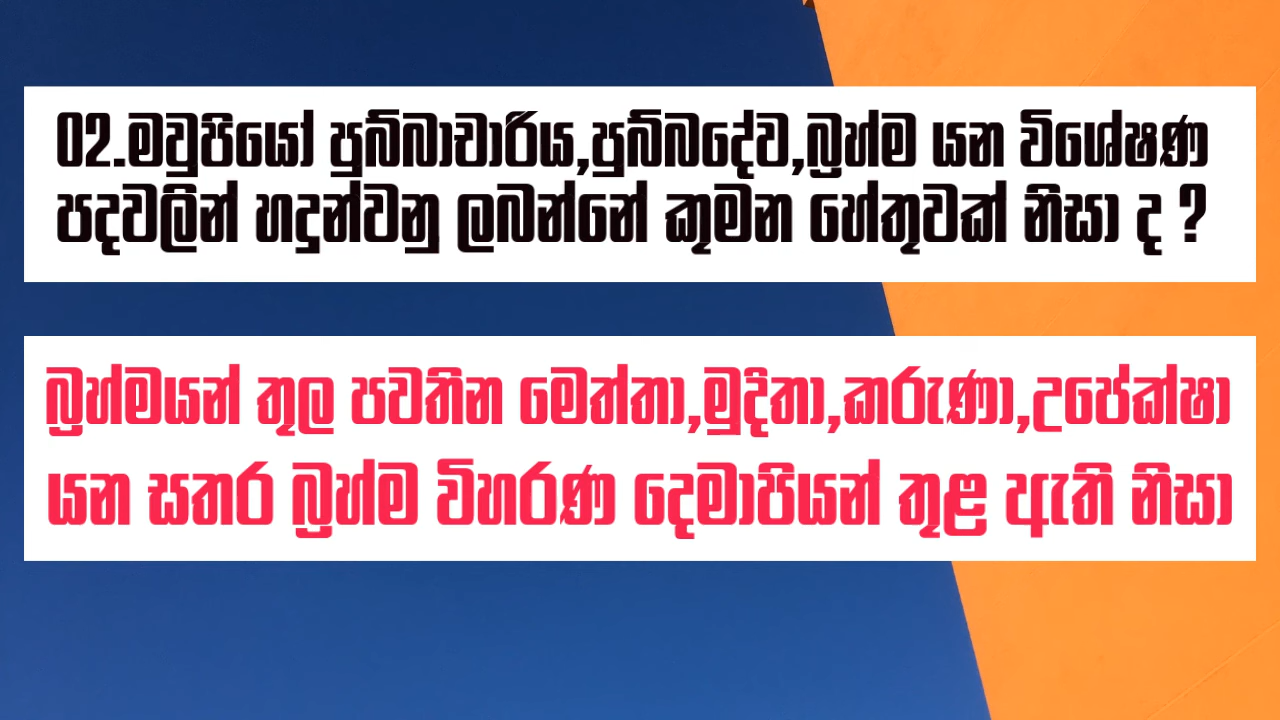 02.මවුපියෝ පුබ්බාචාරිය,පුබ්බදේව,බ්‍රහ්ම යන විශේෂණ
පදවලින් හදුන්වනු ලබන්නේ කුමන හේතුවක් නිසා ද ?
බ්‍රහ්මයන් තුල පවතින මෙත්තා,මුදිතා,කරුණා,උපේක්ෂා
යන සතර බ්‍රහ්ම විහරණ දෙමාපියන් තුළ ඇති නිසා